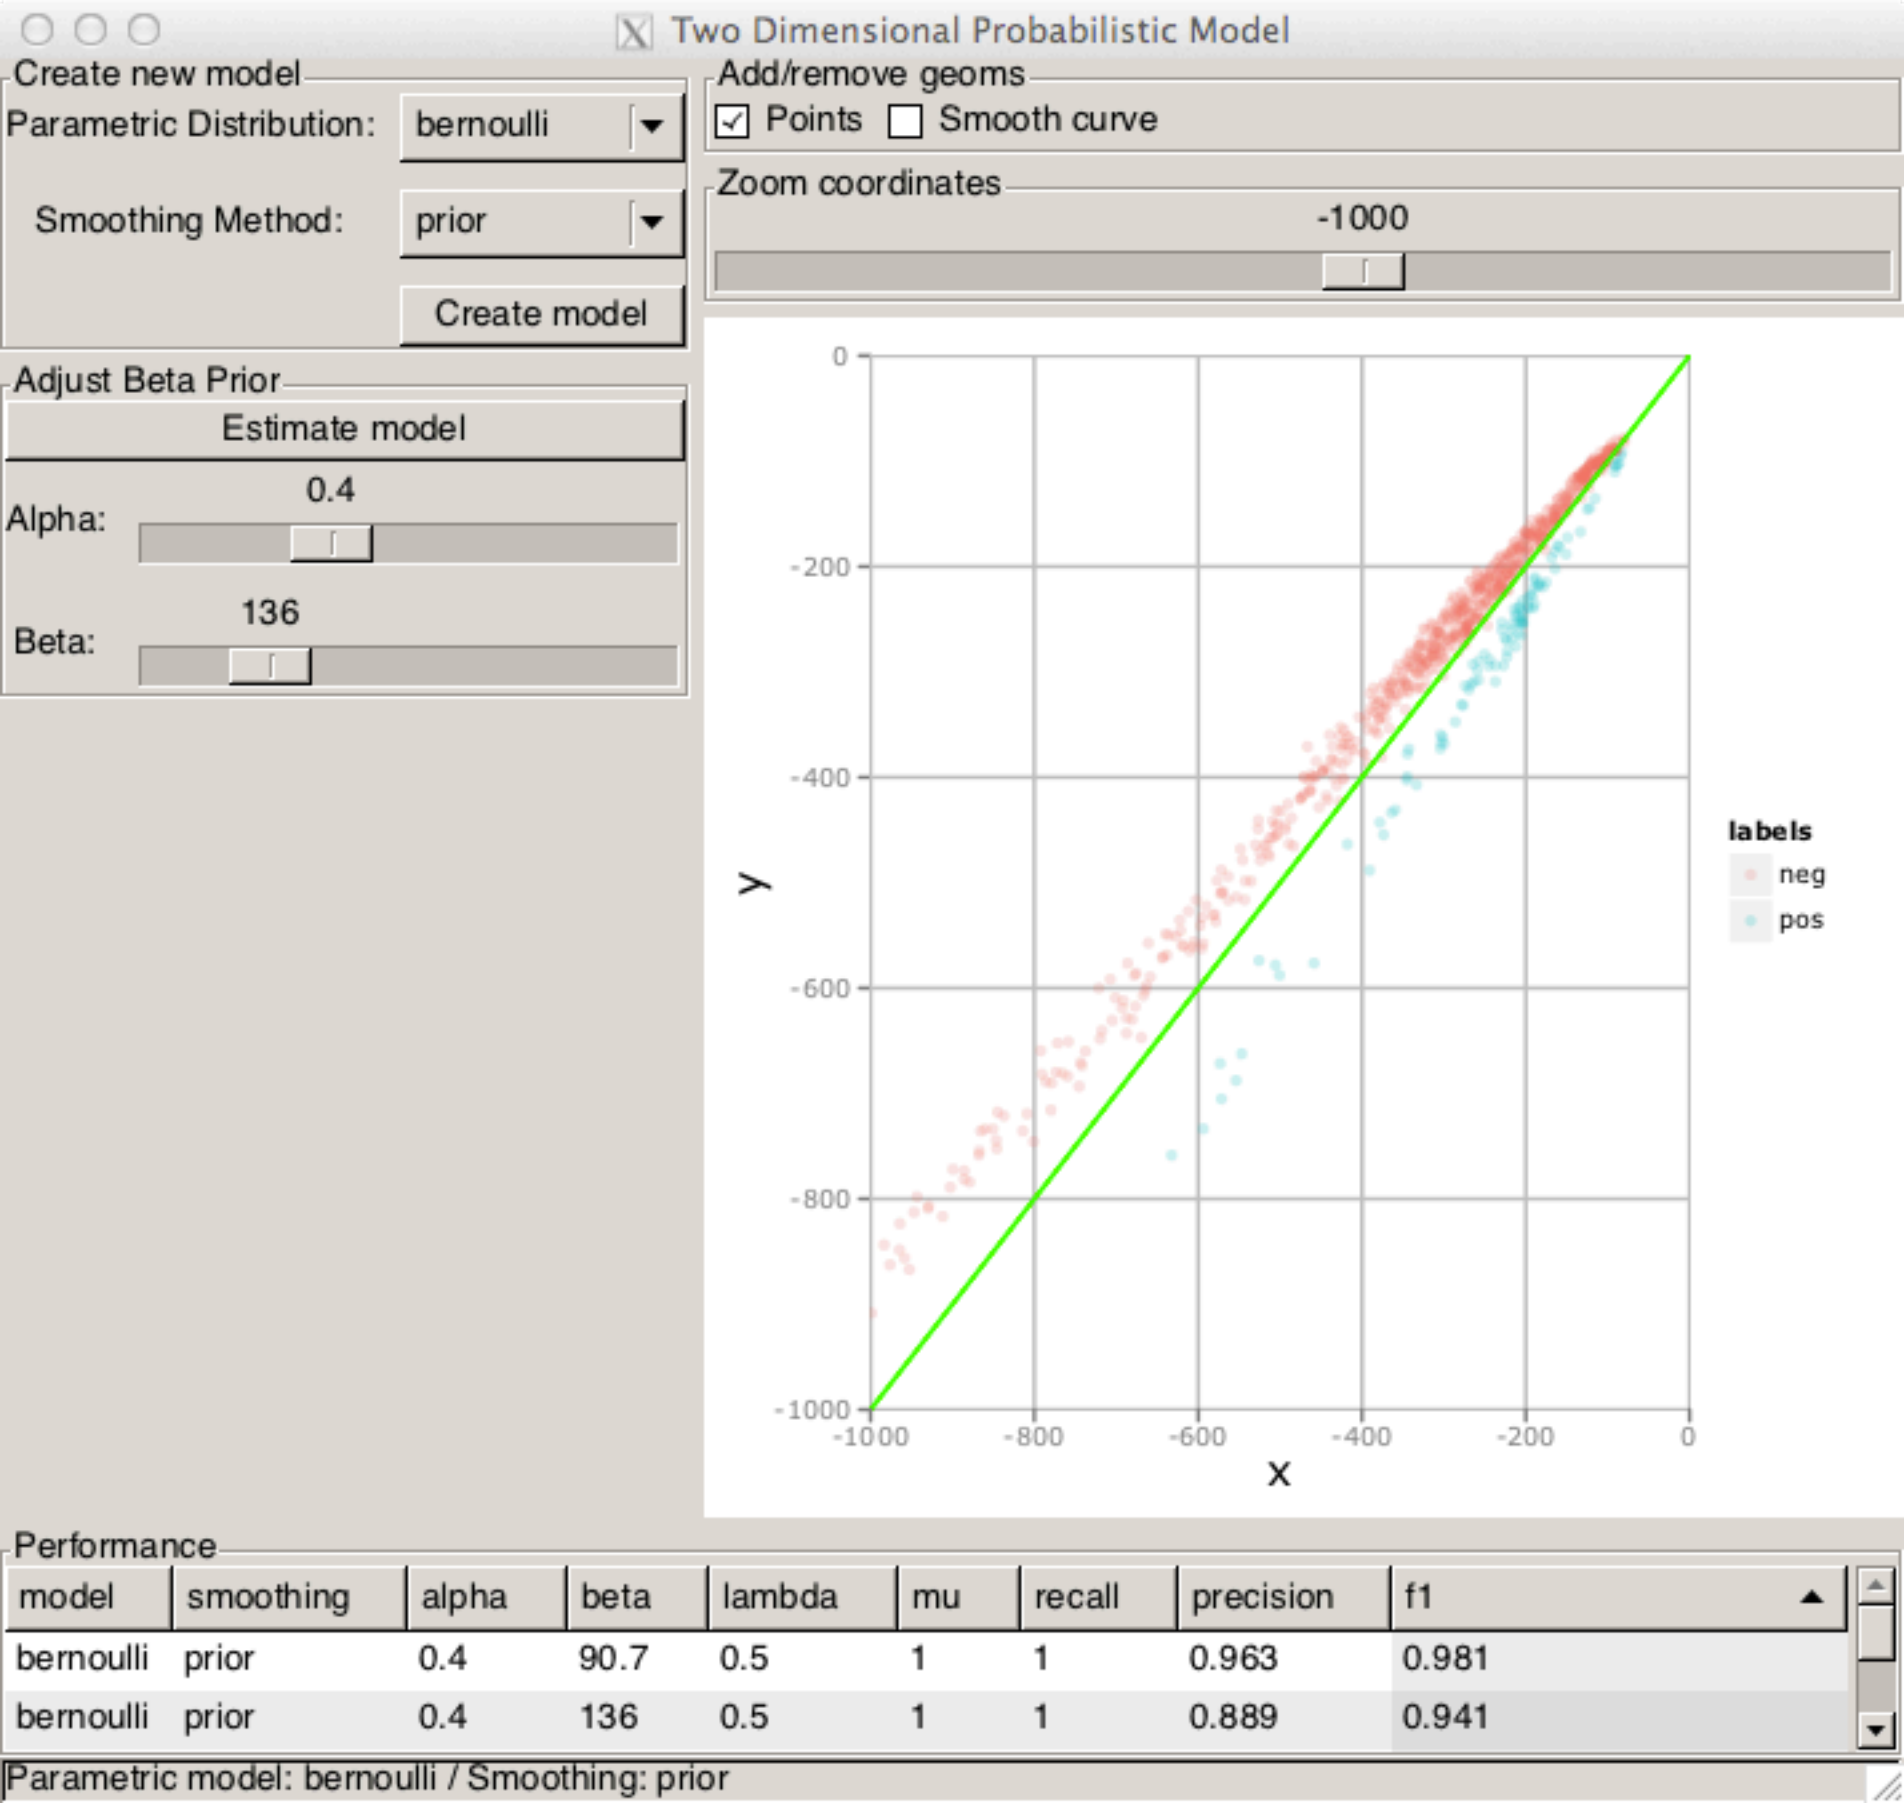 Two Dimensional Probabilistic Model
Create new model
Parametric Distribution: bernoulli
Smoothing Method: prior
Create model
Adjust Beta Prior
Estimate model
0.4
Alpha:
136
Beta:
Add/remove geoms
Points Smooth curve
Zoom coordinates
-1000
0
-200
-400
-600
-800
-1000
y
-1000 -800 -600 -400 -200 0
x
labels
neg
pos
Performance
model smoothing alpha beta lambda mu recall precision f1
bernoulli prior 0.4 90.7 0.5 1 1 0.963 0.981
bernoulli prior 0.4 136 0.5 1 1 0.889 0.941
Parametric model: bernoulli / Smoothing: prior